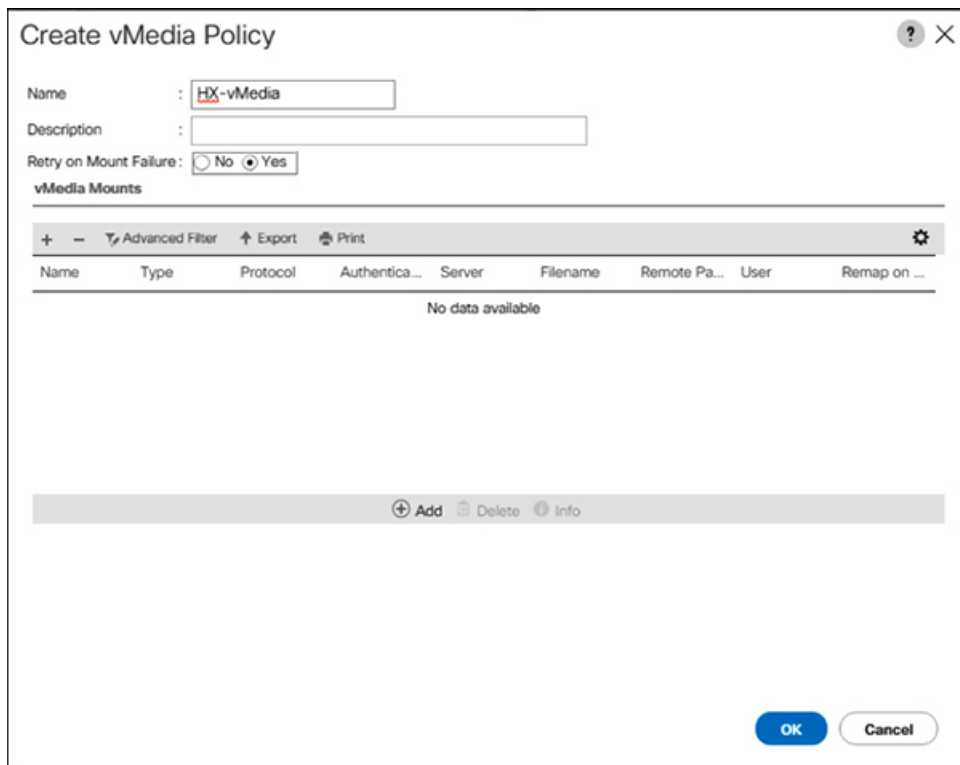 Create vMedia Policy ?
Name : HX-vMedia
Description :
Retry on Mount Failure : No Yes
vMedia Mounts
+ − Advanced Filter Export Print
Name Type Protocol Authentica... Server Filename Remote Pa... User Remap on ...
No data available
Add Delete Info
OK Cancel